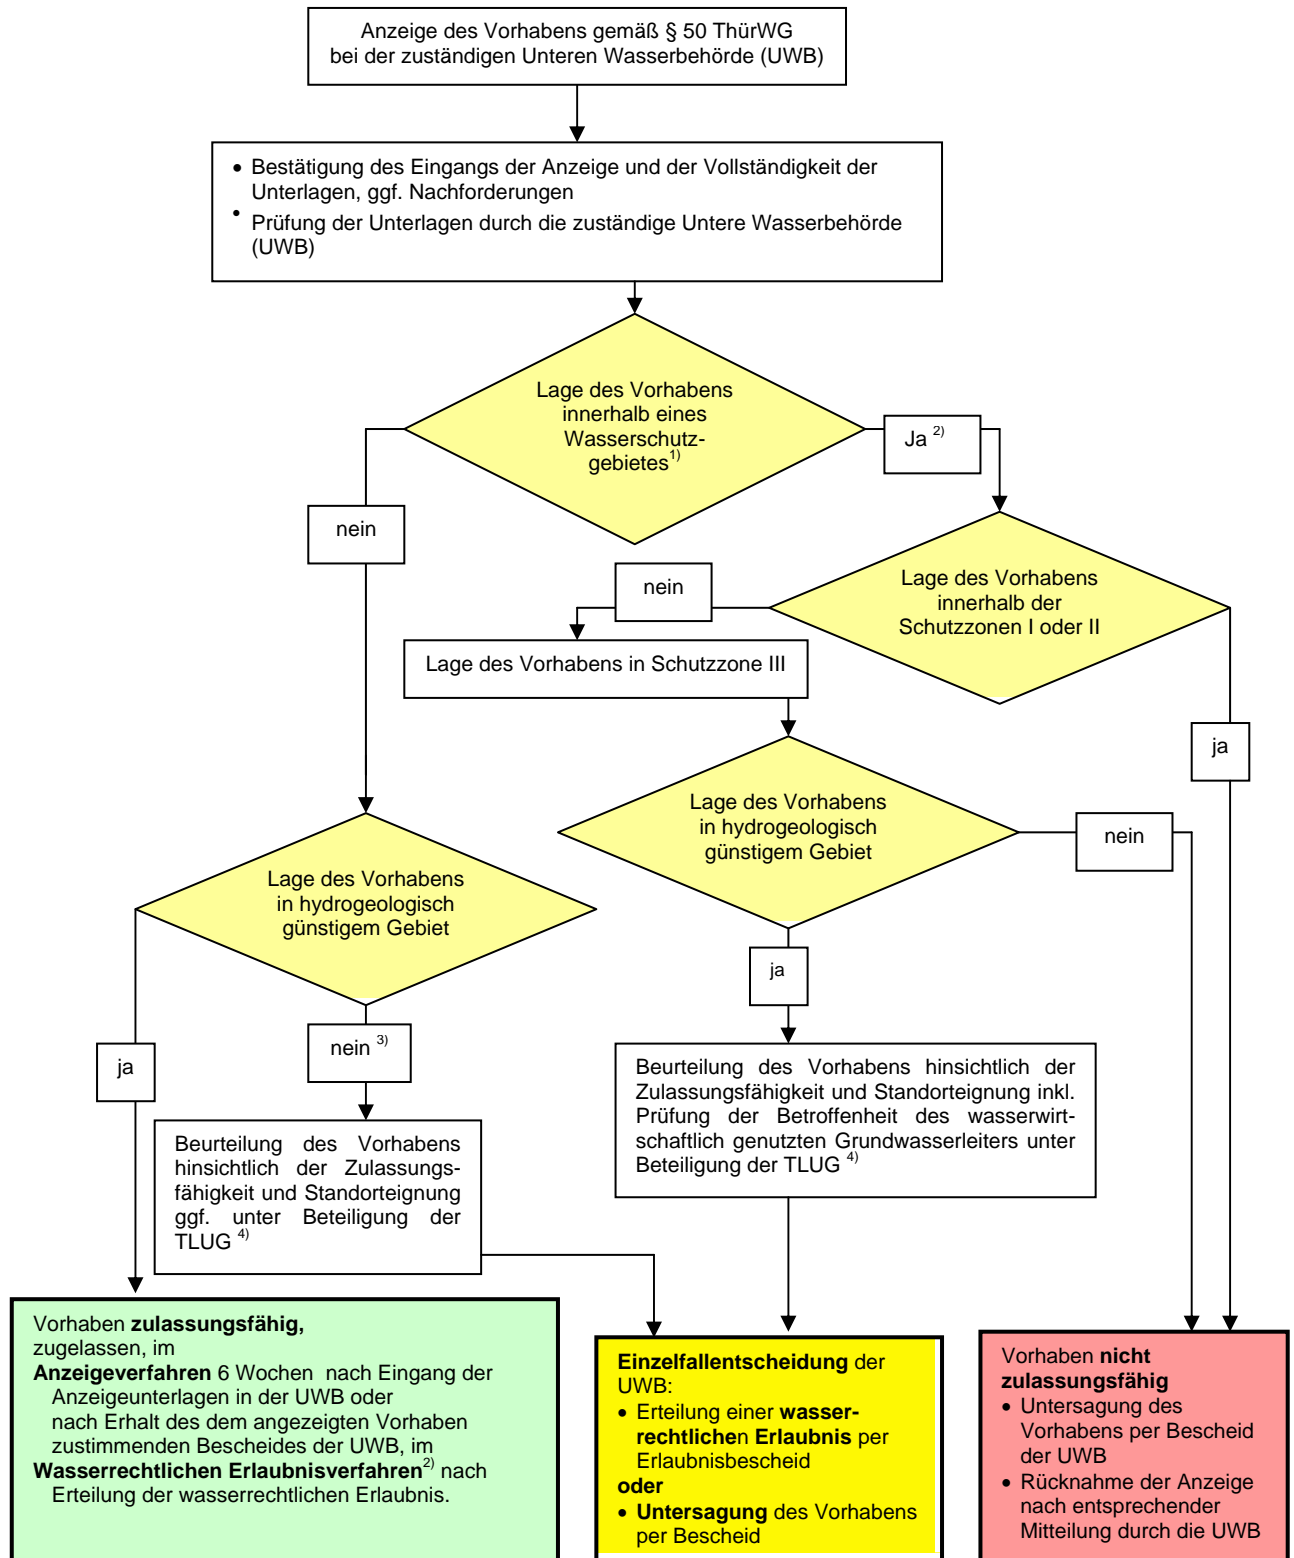 Anzeige des Vorhabens gemäß § 50 ThürWG
bei der zuständigen Unteren Wasserbehörde (UWB)
• Bestätigung des Eingangs der Anzeige und der Vollständigkeit der
Unterlagen, ggf. Nachforderungen
• Prüfung der Unterlagen durch die zuständige Untere Wasserbehörde
(UWB)
Lage des Vorhabens
innerhalb eines
Wasserschutz-
gebietes 1)
Ja 2)
nein
Lage des Vorhabens
innerhalb der
Schutzzonen I oder II
nein
Lage des Vorhabens in Schutzzone III
ja
Lage des Vorhabens
in hydrogeologisch
günstigem Gebiet
nein
Lage des Vorhabens
in hydrogeologisch
günstigem Gebiet
ja
nein 3)
ja
Beurteilung des Vorhabens hinsichtlich der
Zulassungsfähigkeit und Standorteignung inkl.
Prüfung der Betroffenheit des wasserwirt-
schaftlich genutzten Grundwasserleiters unter
Beteiligung der TLUG 4)
Beurteilung des Vorhabens
hinsichtlich der Zulassungs-
fähigkeit und Standorteignung
ggf. unter Beteiligung der
TLUG 4)
Vorhaben zulassungsfähig,
zugelassen, im
Anzeigeverfahren 6 Wochen nach Eingang der
Anzeigeunterlagen in der UWB oder
nach Erhalt des dem angezeigten Vorhaben
zustimmenden Bescheides der UWB, im
Wasserrechtlichen Erlaubnisverfahren 2) nach
Erteilung der wasserrechtlichen Erlaubnis.
Einzelfallentscheidung der
UWB:
• Erteilung einer wasser-
rechtlichen Erlaubnis per
Erlaubnisbescheid
oder
• Untersagung des Vorhabens
per Bescheid
Vorhaben nicht
zulassungsfähig
• Untersagung des
Vorhabens per Bescheid
der UWB
• Rücknahme der Anzeige
nach entsprechender
Mitteilung durch die UWB